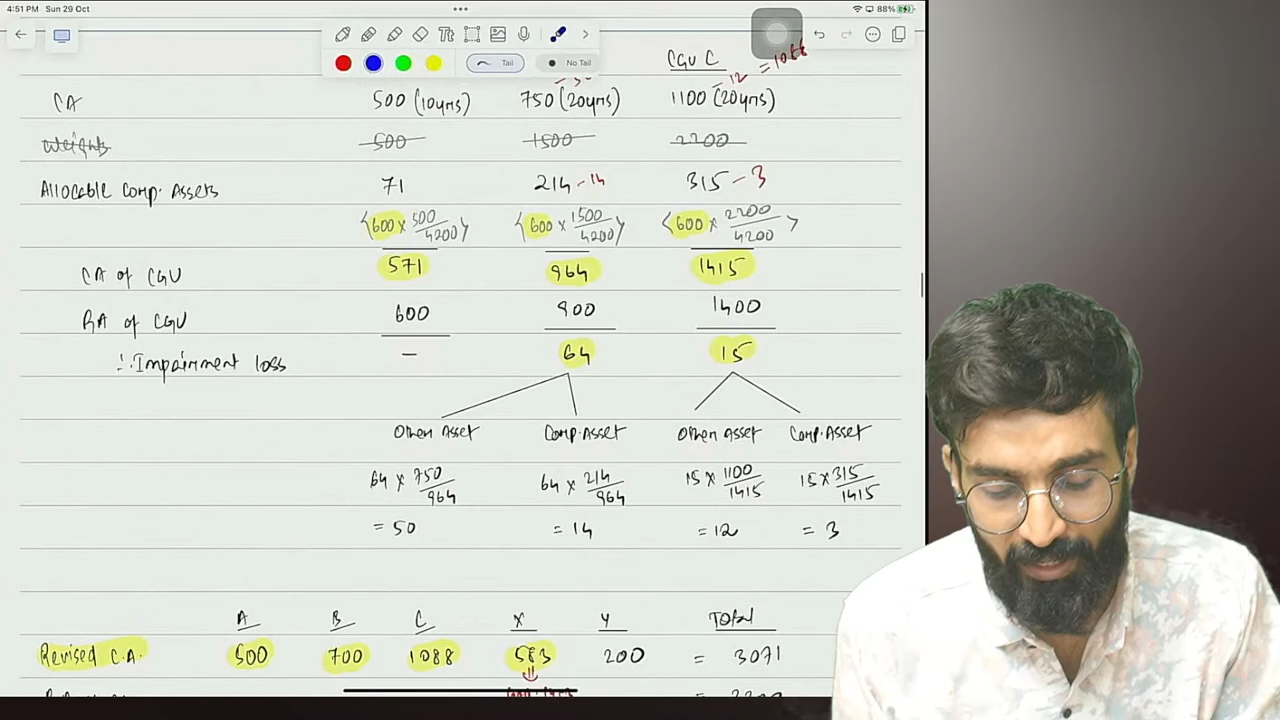 4:51 PM Sun 29 Oct 88%
Tail No Tail
CGU C -12 =1088
CA 500 (10yrs) 750 (20yrs) 1100 (20yrs)
Weights 500 1500 2200
Allocable Comp. Assets 71 214 -14 315 -3
<600 × 500/4200> <600 × 1500/4200> <600 × 2200/4200>
CA of CGU 571 964 1415
RA of CGU 600 900 1400
∴ Impairment loss — 64 15
Other Asset Comp. Asset Other Asset Comp. Asset
64 × 750/964 64 × 214/964 15 × 1100/1415 15 × 315/1415
= 50 = 14 = 12 = 3
A B C X Y Total
Revised C.A. 500 700 1088 583 200 = 3071